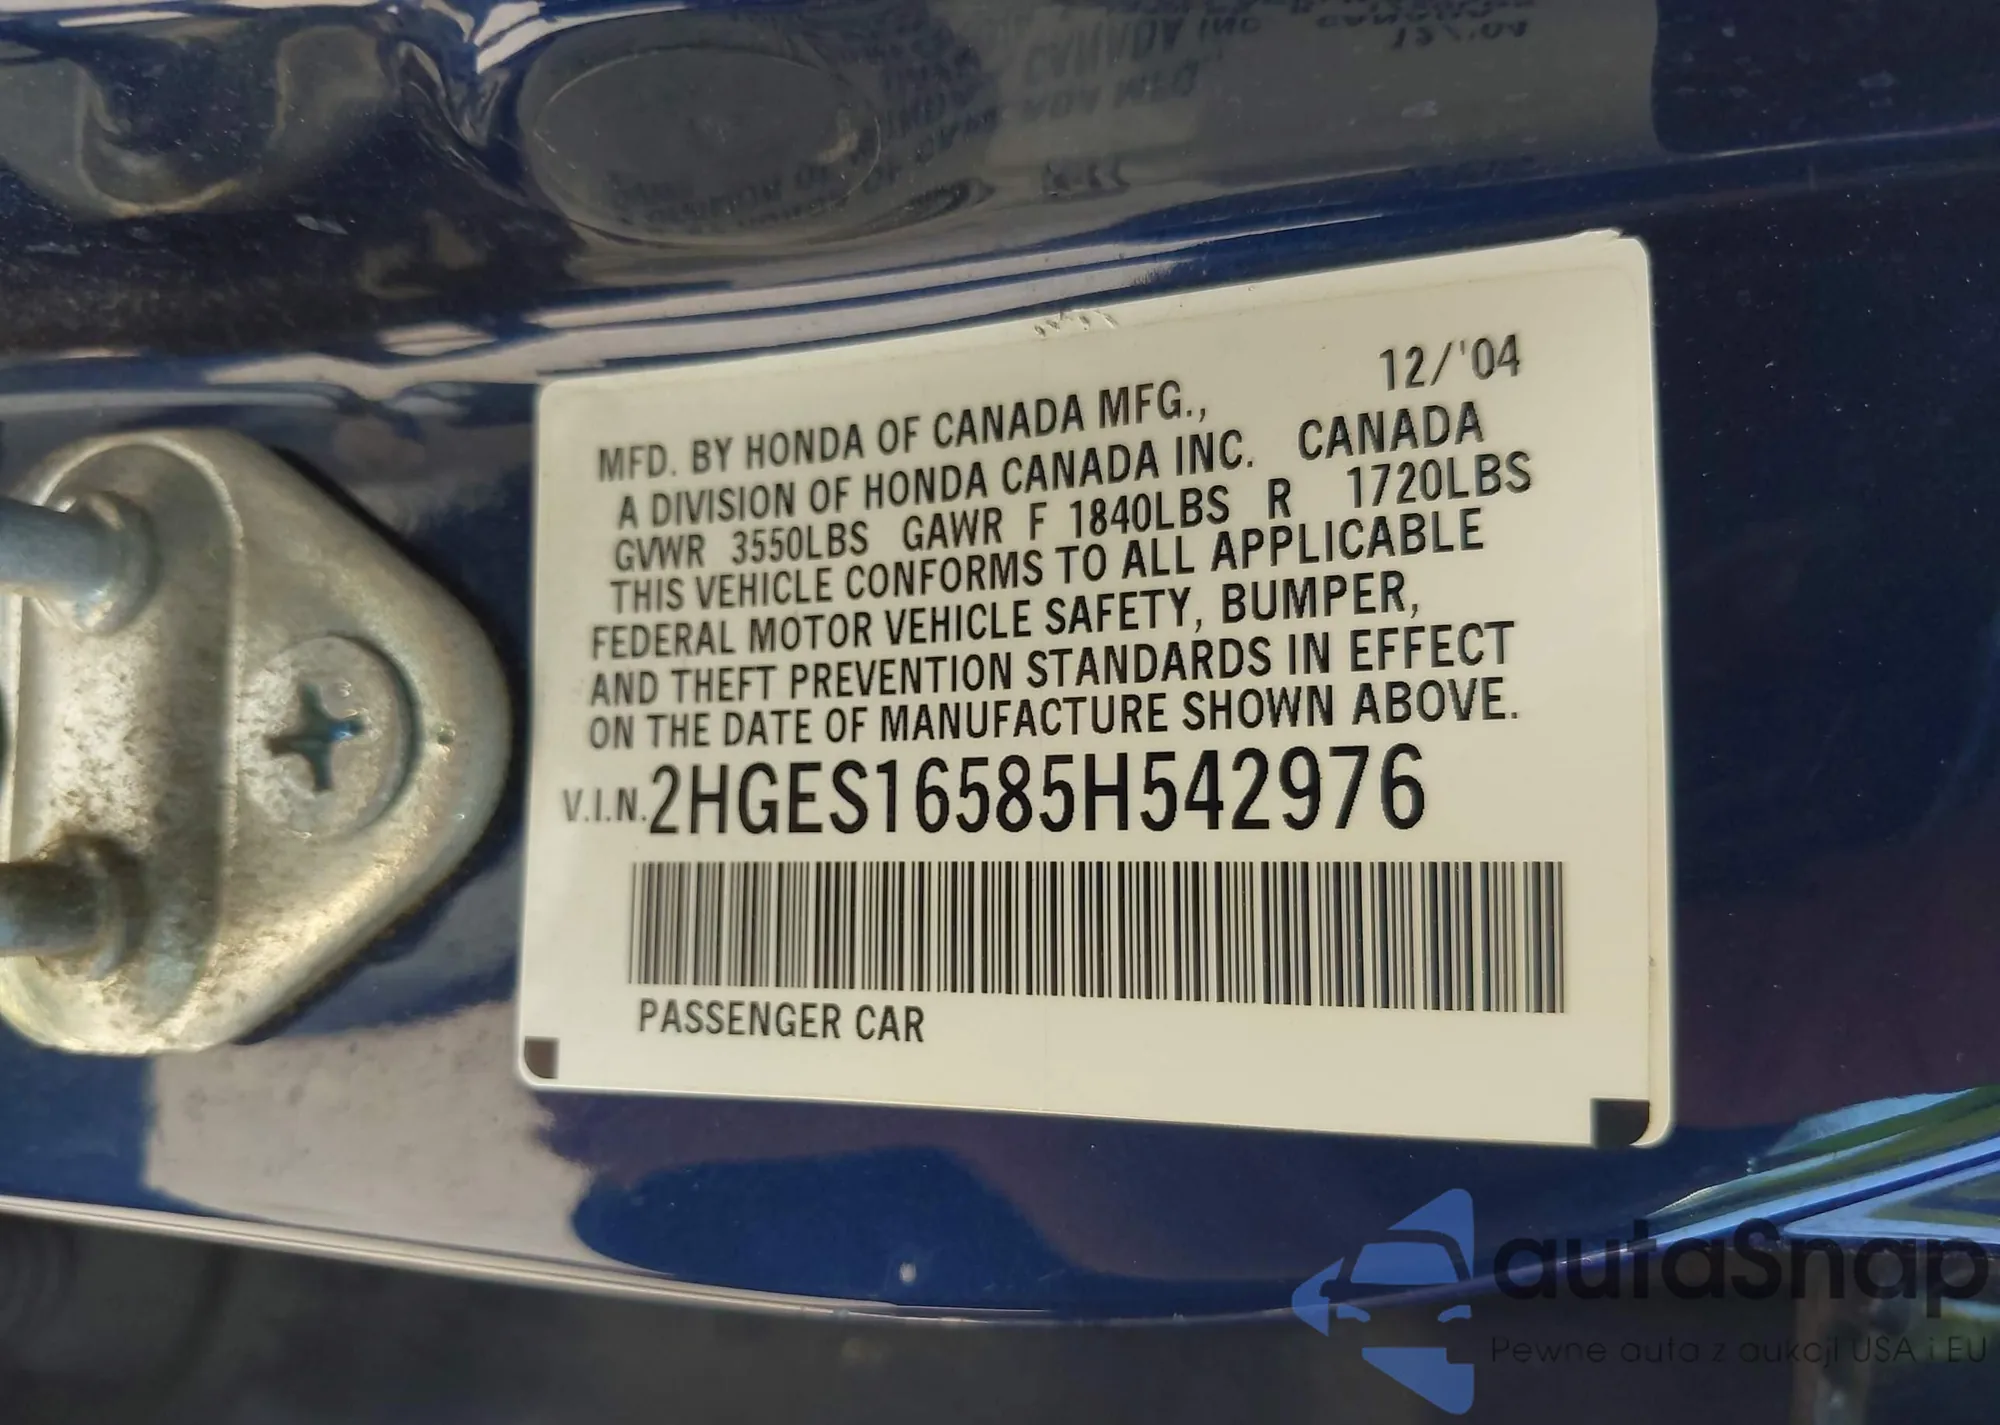 12/'04
MFD. BY HONDA OF CANADA MFG.,
A DIVISION OF HONDA CANADA INC. CANADA
GVWR 3550LBS GAWR F 1840LBS R 1720LBS
THIS VEHICLE CONFORMS TO ALL APPLICABLE
FEDERAL MOTOR VEHICLE SAFETY, BUMPER,
AND THEFT PREVENTION STANDARDS IN EFFECT
ON THE DATE OF MANUFACTURE SHOWN ABOVE.
V.I.N. 2HGES16585H542976
PASSENGER CAR
autaSnap
Pewne auta z aukcji USA i EU